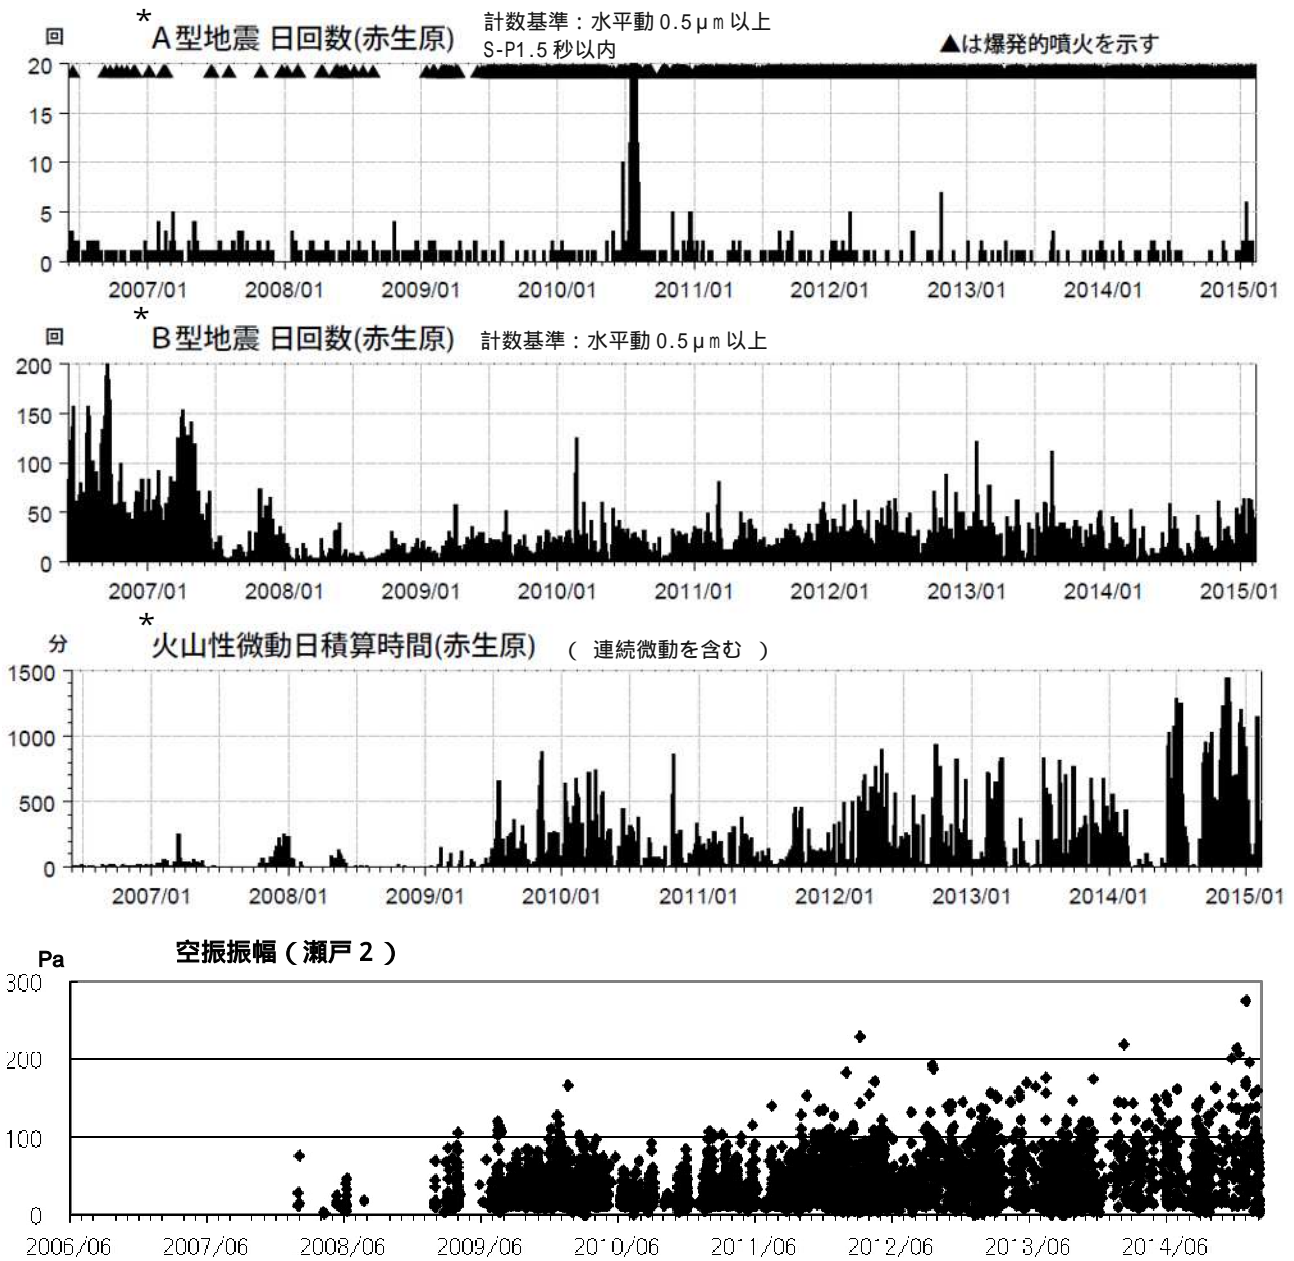 *
A型地震 日回数(赤生原)
計数基準：水平動0.5μm以上
S-P1.5秒以内
回
▲は爆発的噴火を示す
20
15
10
5
0
2007/01 2008/01 2009/01 2010/01 2011/01 2012/01 2013/01 2014/01 2015/01
*
回
B型地震 日回数(赤生原)
計数基準：水平動0.5μm以上
200
150
100
50
0
2007/01 2008/01 2009/01 2010/01 2011/01 2012/01 2013/01 2014/01 2015/01
*
分
火山性微動日積算時間(赤生原)
（ 連続微動を含む ）
1500
1000
500
0
2007/01 2008/01 2009/01 2010/01 2011/01 2012/01 2013/01 2014/01 2015/01
Pa
空振振幅（瀬戸2）
300
200
100
0
2006/06 2007/06 2008/06 2009/06 2010/06 2011/06 2012/06 2013/06 2014/06